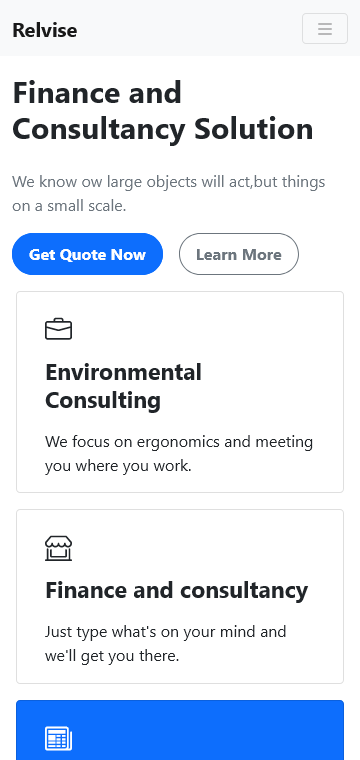 Relvise
Finance and
Consultancy Solution
We know ow large objects will act,but things
on a small scale.
Get Quote Now
Learn More
Environmental
Consulting
We focus on ergonomics and meeting
you where you work.
Finance and consultancy
Just type what's on your mind and
we'll get you there.